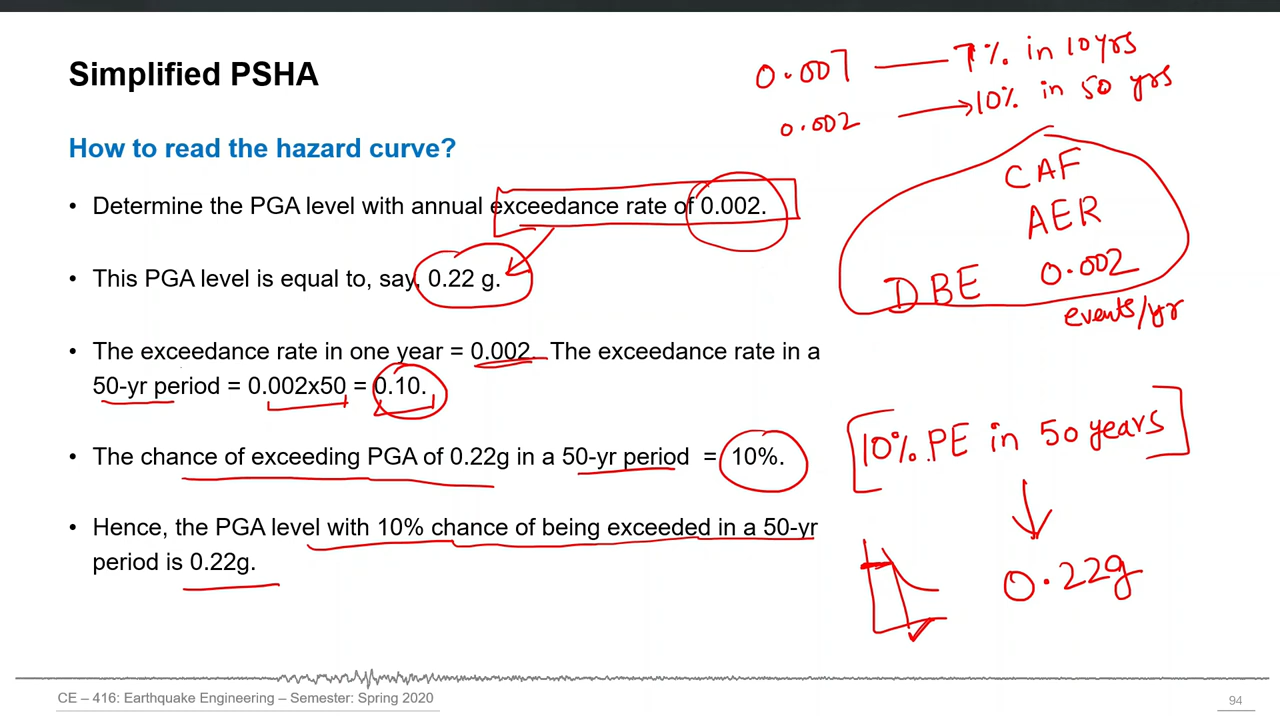 Simplified PSHA
0.007 — 7% in 10 yrs
0.002 → 10% in 50 yrs
How to read the hazard curve?
CAF
• Determine the PGA level with annual exceedance rate of 0.002.
AER
• This PGA level is equal to, say, 0.22 g.
0.002
DBE
events/yr
• The exceedance rate in one year = 0.002. The exceedance rate in a
50-yr period = 0.002x50 = 0.10.
[10% PE in 50 years]
• The chance of exceeding PGA of 0.22g in a 50-yr period = 10%.
• Hence, the PGA level with 10% chance of being exceeded in a 50-yr
period is 0.22g.
0.22g
CE – 416: Earthquake Engineering – Semester: Spring 2020
94